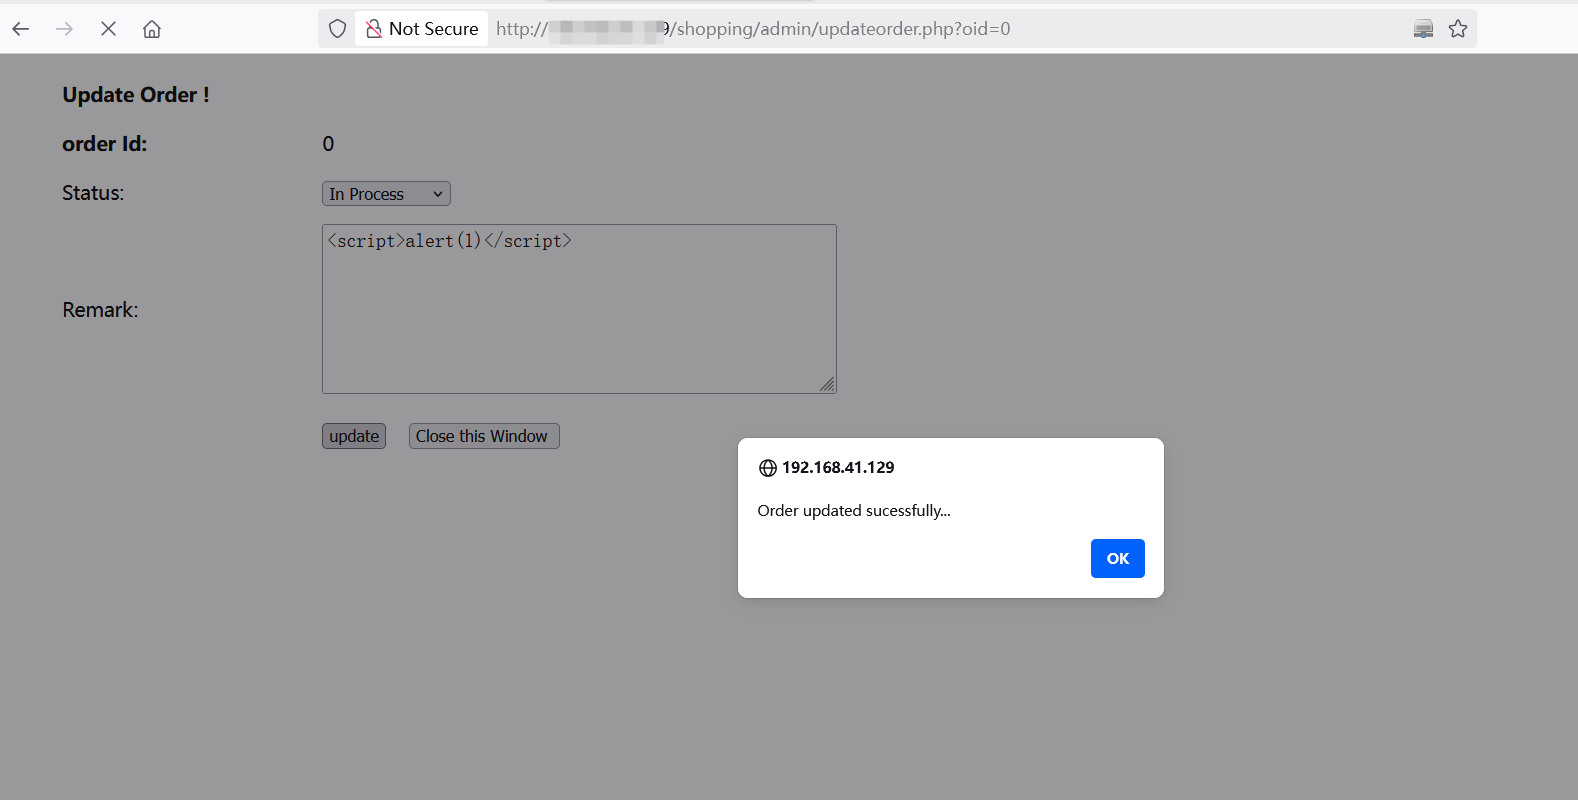 Not Secure http:// 9/shopping/admin/updateorder.php?oid=0
Update Order !
order Id: 0
Status: In Process
<script>alert(1)</script>
Remark:
update Close this Window
192.168.41.129
Order updated sucessfully...
OK